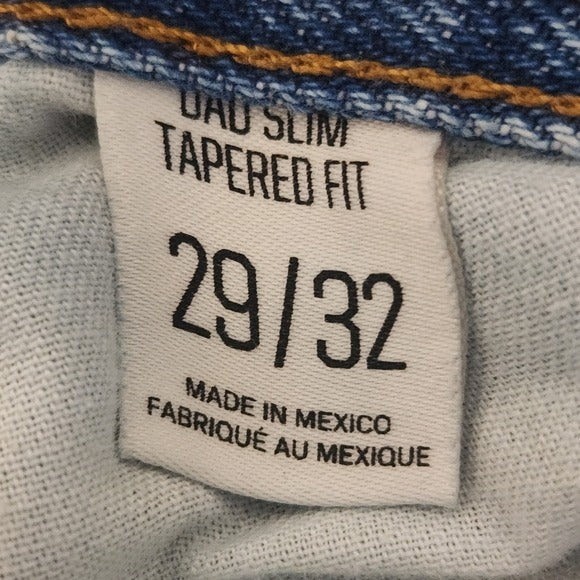 DAD SLIM
TAPERED FIT
29/32
MADE IN MEXICO
FABRIQUÉ AU MEXIQUE